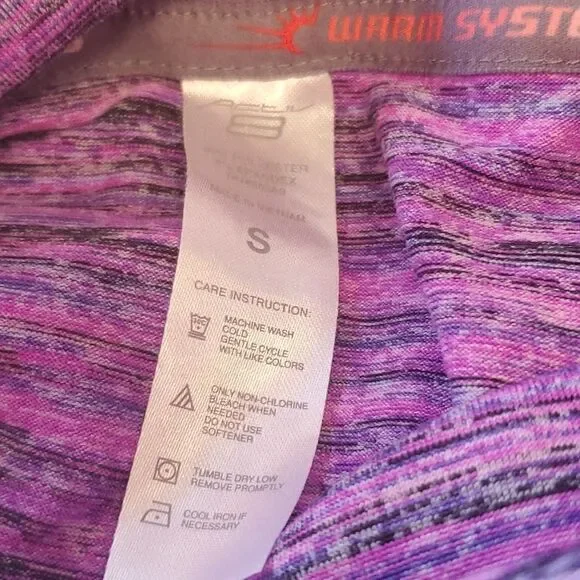 WARM SYSTE
S
CARE INSTRUCTION:
MACHINE WASH
COLD
GENTLE CYCLE
WITH LIKE COLORS
ONLY NON-CHLORINE
BLEACH WHEN
NEEDED
DO NOT USE
SOFTENER
TUMBLE DRY LOW
REMOVE PROMPTLY
COOL IRON IF
NECESSARY